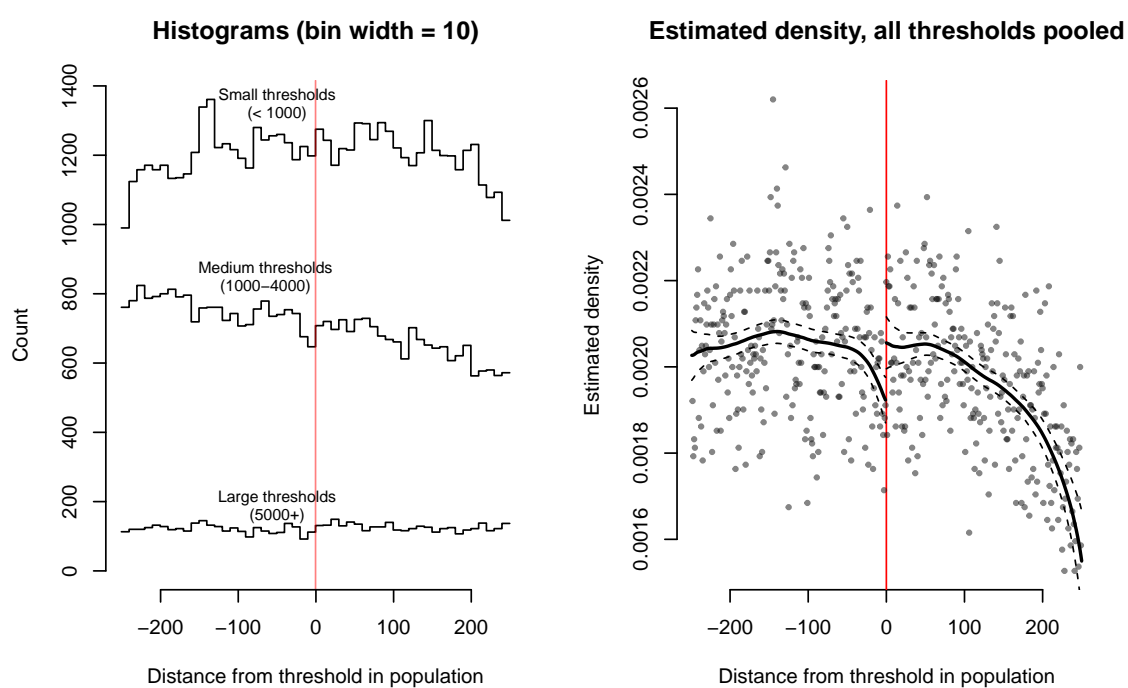 Histograms (bin width = 10)
Count
1400
1200
1000
800
600
400
200
0
Small thresholds
(< 1000)
Medium thresholds
(1000−4000)
Large thresholds
(5000+)
−200 −100 0 100 200
Distance from threshold in population
Estimated density, all thresholds pooled
Estimated density
0.0026
0.0024
0.0022
0.0020
0.0018
0.0016
−200 −100 0 100 200
Distance from threshold in population